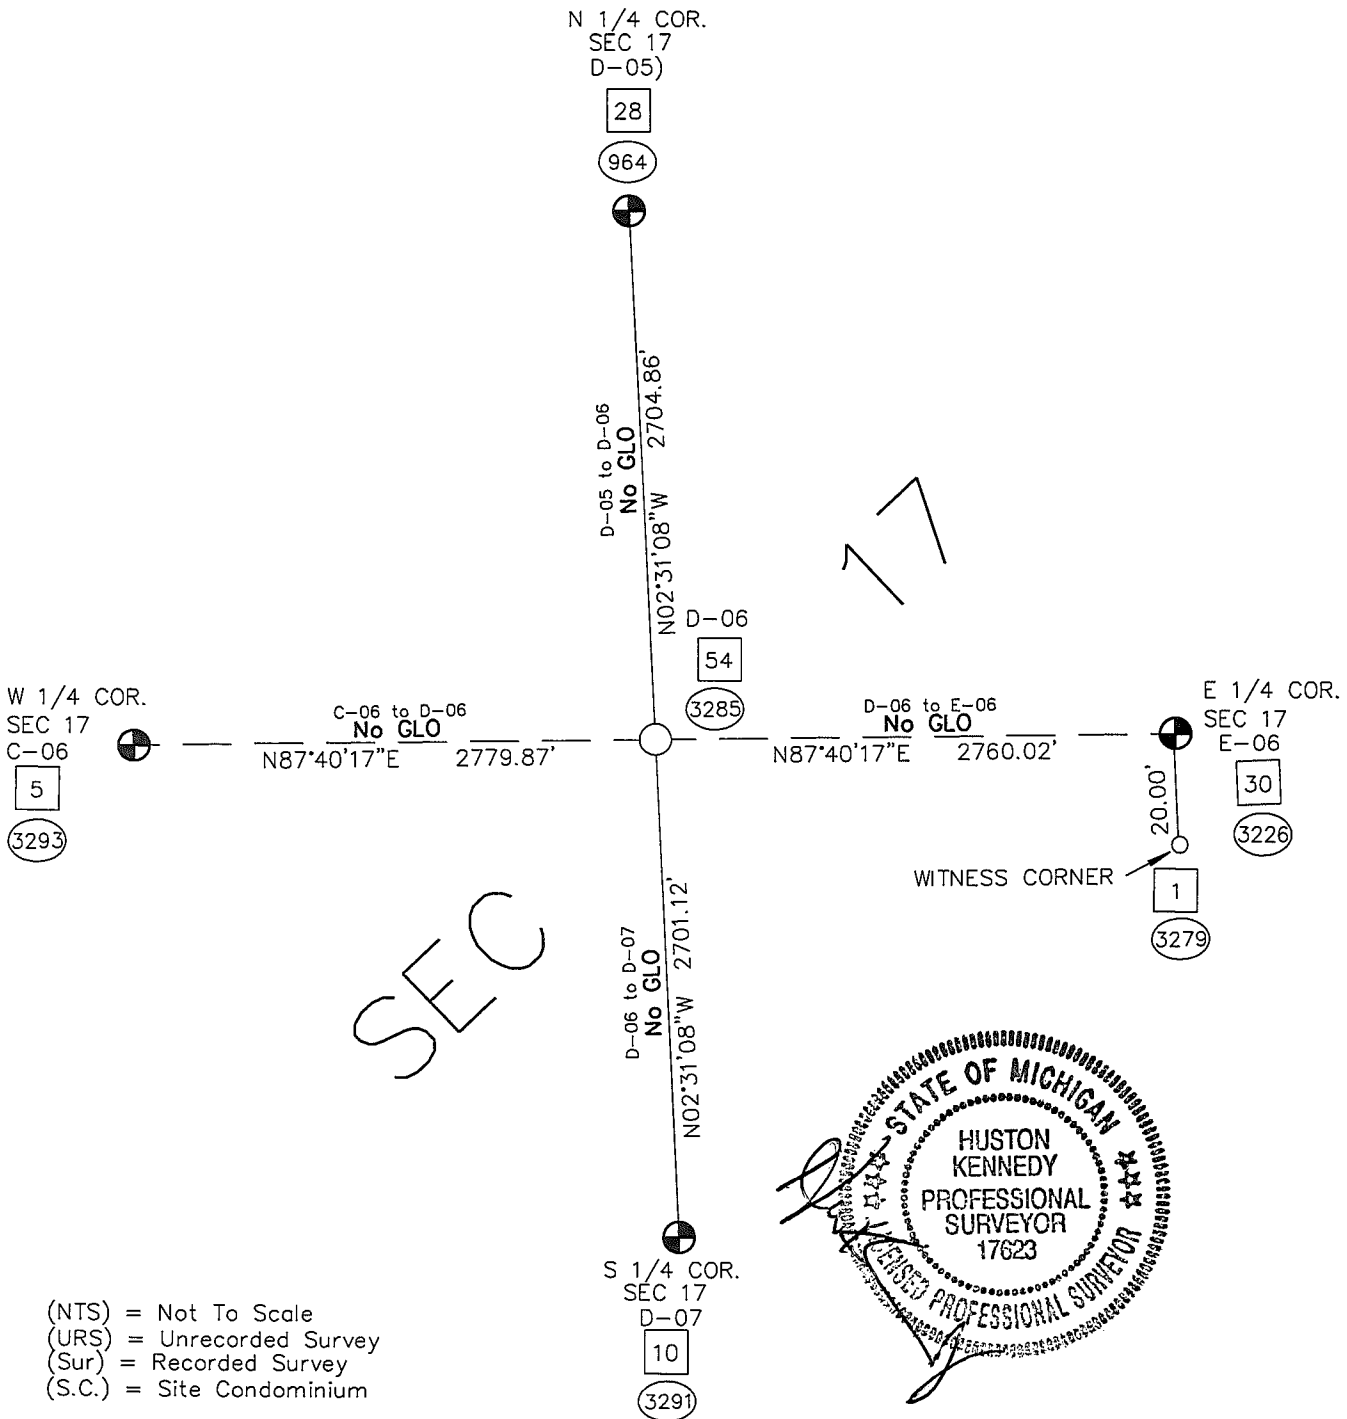 N 1/4 COR.
SEC 17
D-05)
28
964
D-05 to D-06
No GLO
N02°31'08"W 2704.86'
17
D-06
54
3285
W 1/4 COR.
SEC 17
C-06
5
3293
C-06 to D-06
No GLO
N87°40'17"E 2779.87'
D-06 to E-06
No GLO
N87°40'17"E 2760.02'
E 1/4 COR.
SEC 17
E-06
30
3226
20.00'
WITNESS CORNER
1
3279
SEC
D-06 to D-07
No GLO
N02°31'08"W 2701.12'
S 1/4 COR.
SEC 17
D-07
10
3291
STATE OF MICHIGAN
HUSTON
KENNEDY
PROFESSIONAL
SURVEYOR
17623
LICENSED PROFESSIONAL SURVEYOR
(NTS) = Not To Scale
(URS) = Unrecorded Survey
(Sur) = Recorded Survey
(S.C.) = Site Condominium